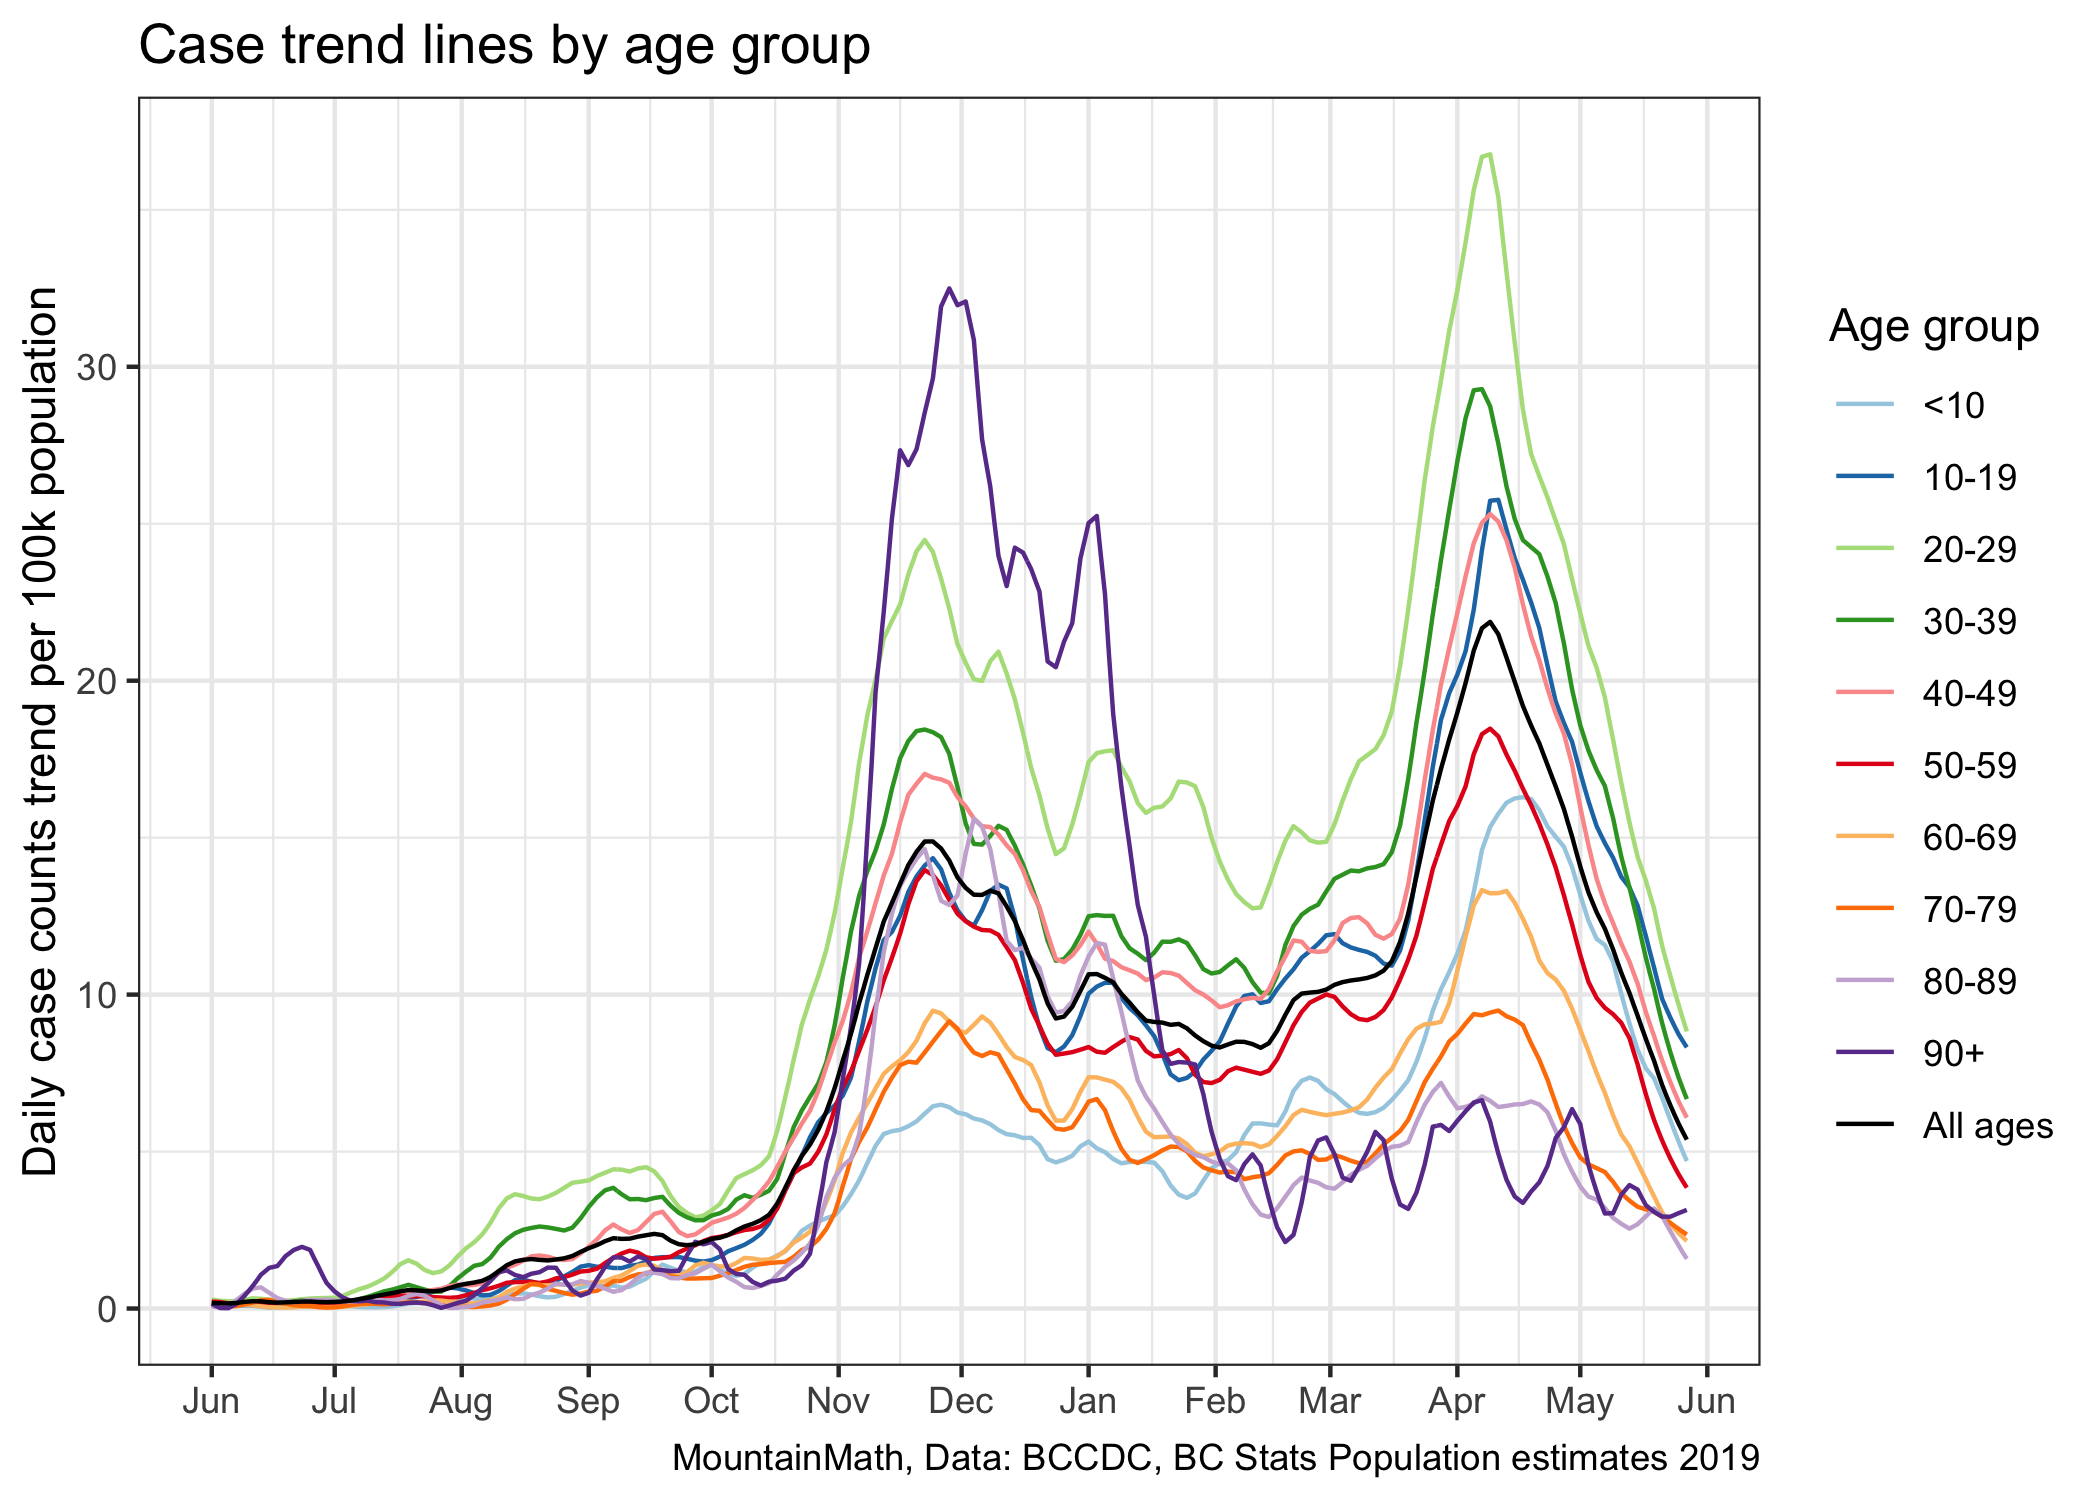 Case trend lines by age group
Daily case counts trend per 100k population
30
20
10
0
Jun Jul Aug Sep Oct Nov Dec Jan Feb Mar Apr May Jun
Age group
<10
10-19
20-29
30-39
40-49
50-59
60-69
70-79
80-89
90+
All ages
MountainMath, Data: BCCDC, BC Stats Population estimates 2019